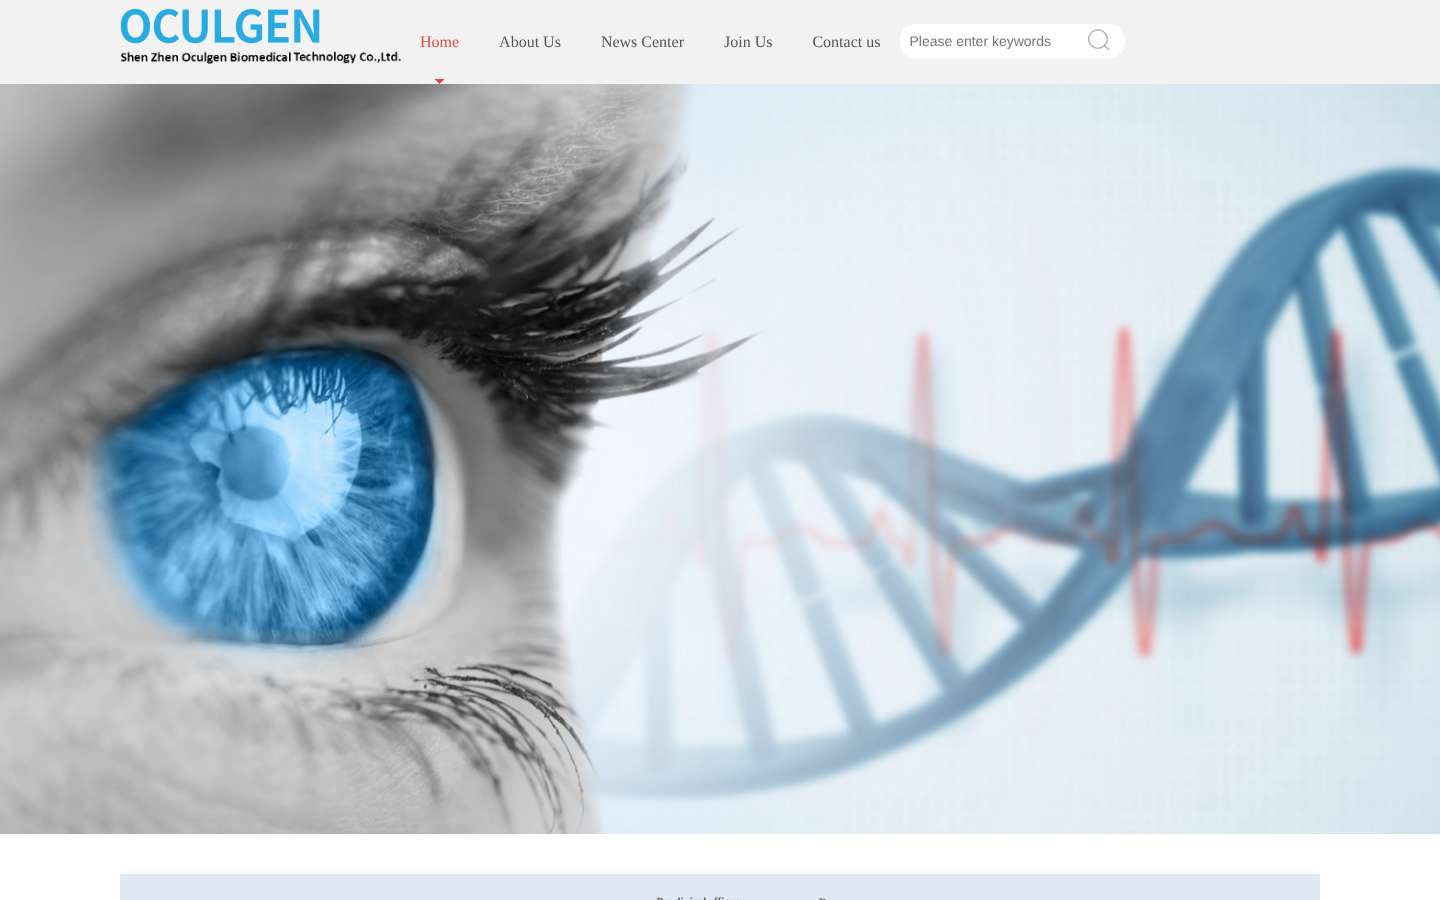 OCULGEN
Shen Zhen Oculgen Biomedical Technology Co.,Ltd.
Home
About Us
News Center
Join Us
Contact us
Please enter keywords